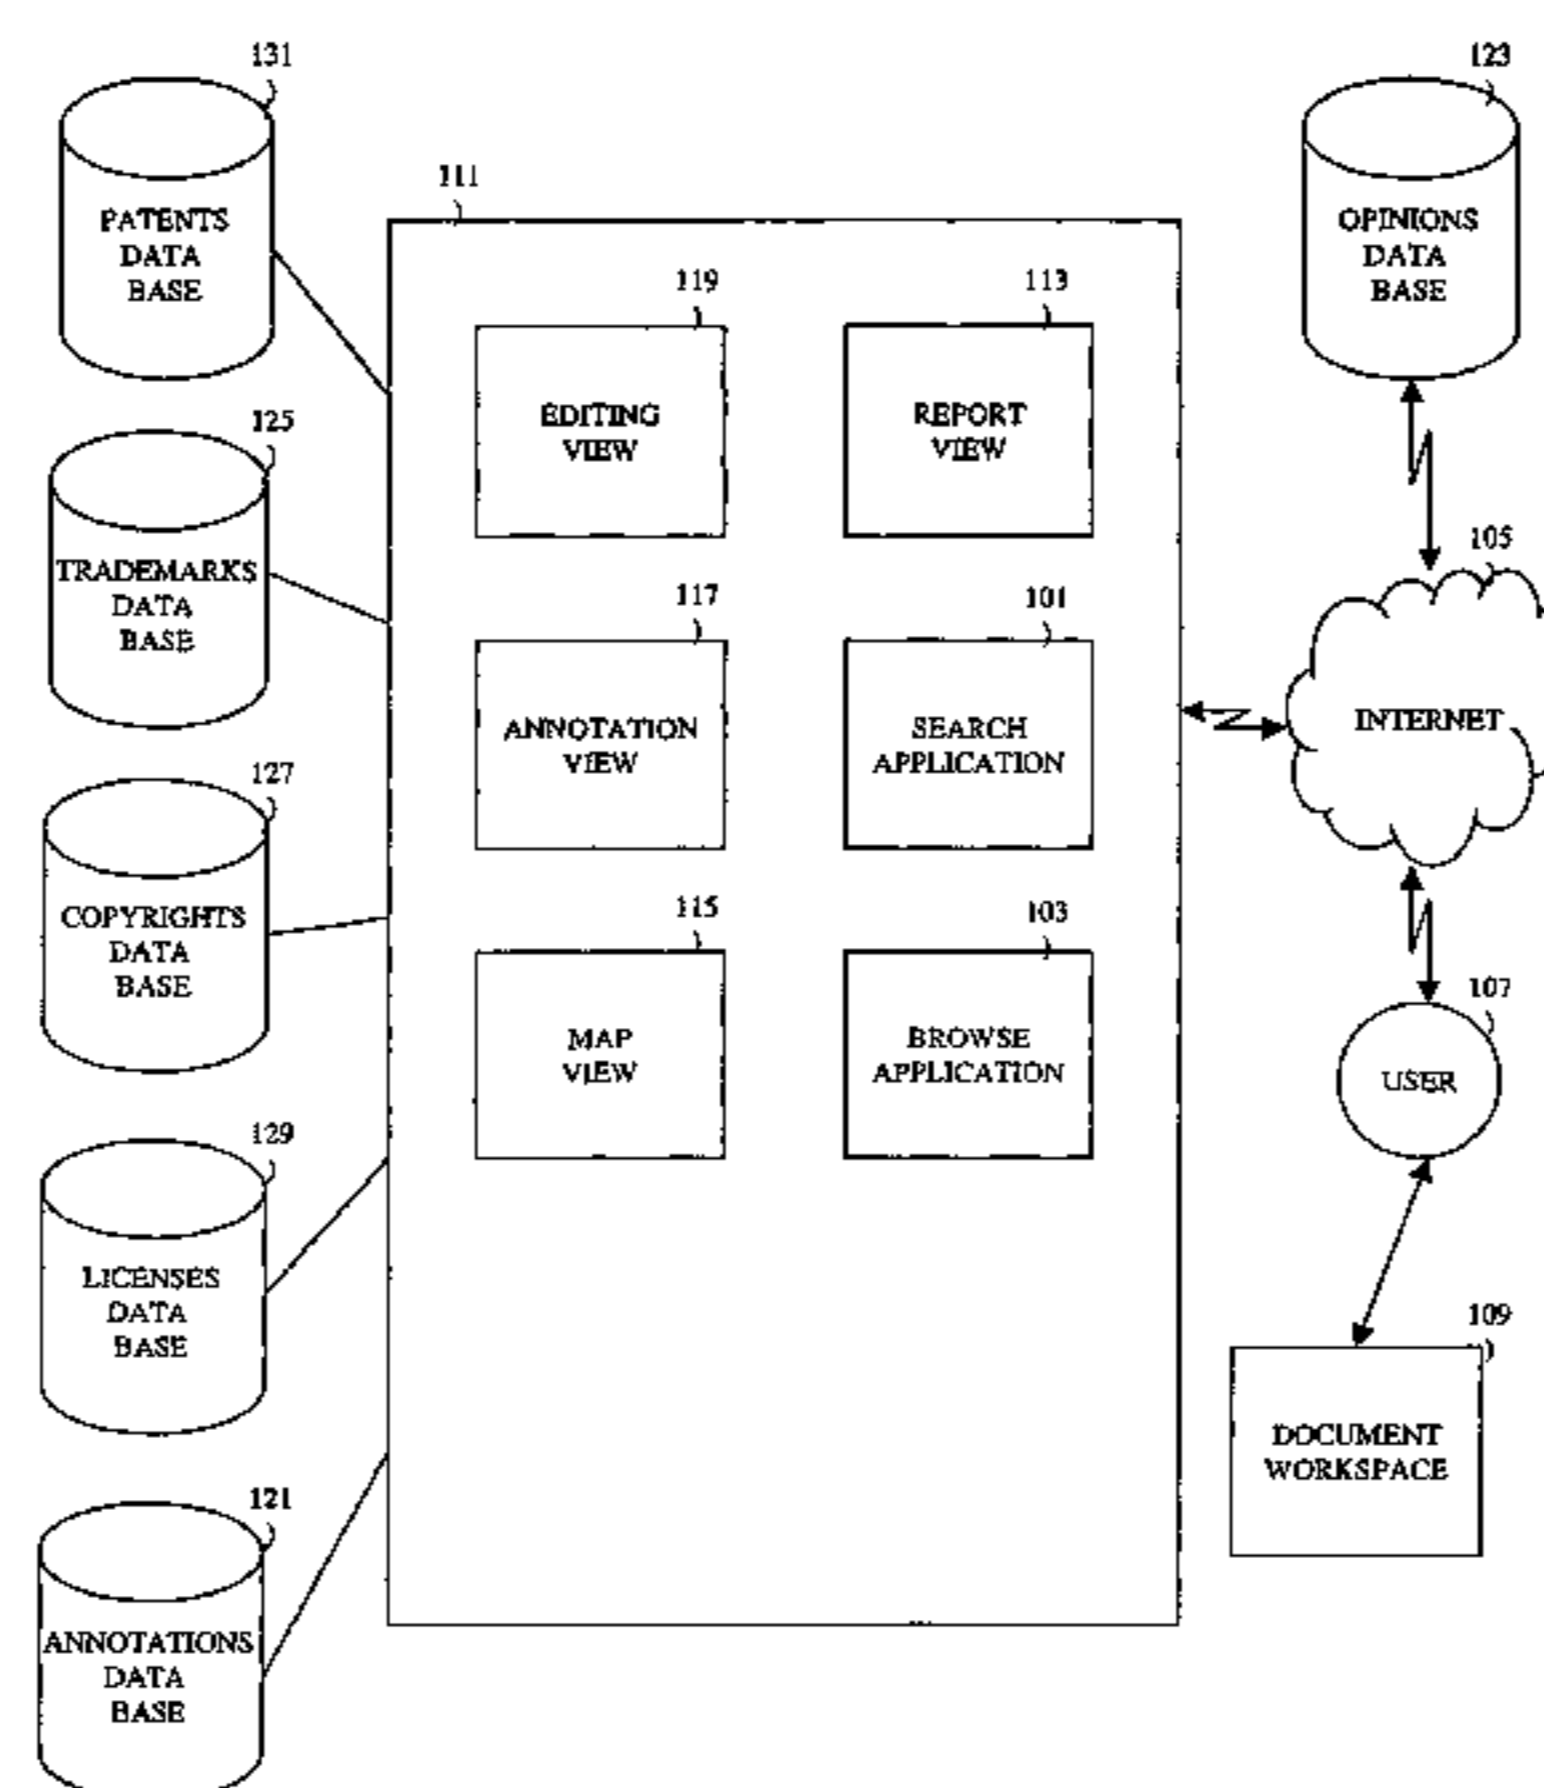 131
PATENTS
DATA
BASE
125
TRADEMARKS
DATA
BASE
127
COPYRIGHTS
DATA
BASE
129
LICENSES
DATA
BASE
121
ANNOTATIONS
DATA
BASE
111
119
EDITING
VIEW
113
REPORT
VIEW
117
ANNOTATION
VIEW
101
SEARCH
APPLICATION
115
MAP
VIEW
103
BROWSE
APPLICATION
123
OPINIONS
DATA
BASE
105
INTERNET
107
USER
109
DOCUMENT
WORKSPACE